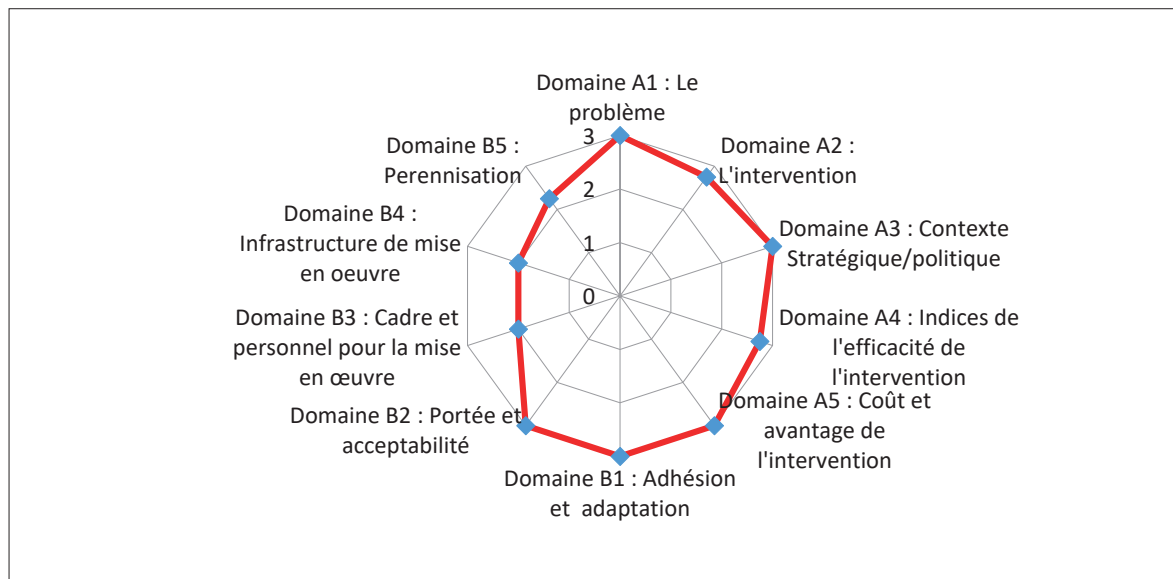 Domaine A1 : Le
problème
Domaine A2 :
L'intervention
Domaine A3 : Contexte
Stratégique/politique
Domaine A4 : Indices de
l'efficacité de
l'intervention
Domaine A5 : Coût et
avantage de
l'intervention
Domaine B1 : Adhésion
et adaptation
Domaine B2 : Portée et
acceptabilité
Domaine B3 : Cadre et
personnel pour la mise
en œuvre
Domaine B4 :
Infrastructure de mise
en oeuvre
Domaine B5 :
Perennisation
3
2
1
0